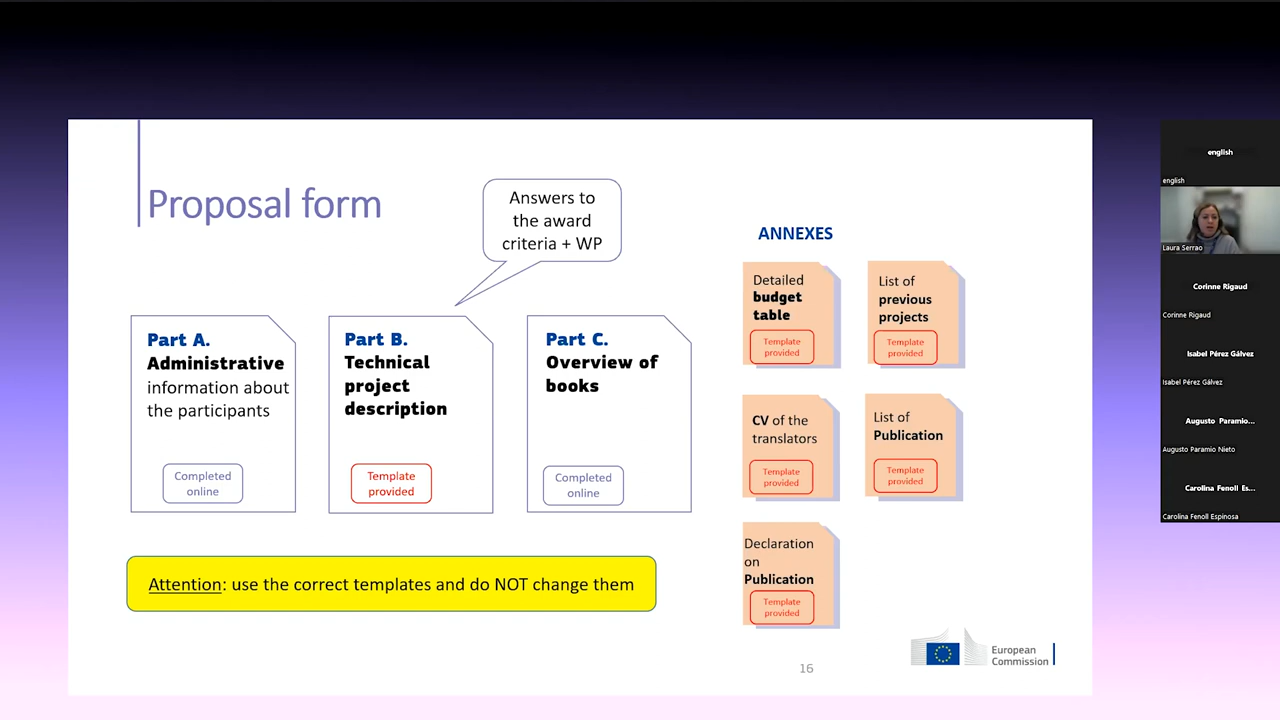 Proposal form
Answers to
the award
criteria + WP
Part A.
Administrative
information about
the participants
Completed
online
Part B.
Technical
project
description
Template
provided
Part C.
Overview of
books
Completed
online
Attention: use the correct templates and do NOT change them
ANNEXES
Detailed
budget
table
Template
provided
List of
previous
projects
Template
provided
CV of the
translators
Template
provided
List of
Publication
Template
provided
Declaration
on
Publication
Template
provided
16
European
Commission
english
english
Laura Serrao
Corinne Rigaud
Corinne Rigaud
Isabel Pérez Gálvez
Isabel Pérez Gálvez
Augusto Paramio...
Augusto Paramio Nieto
Carolina Fenoll Es...
Carolina Fenoll Espinosa